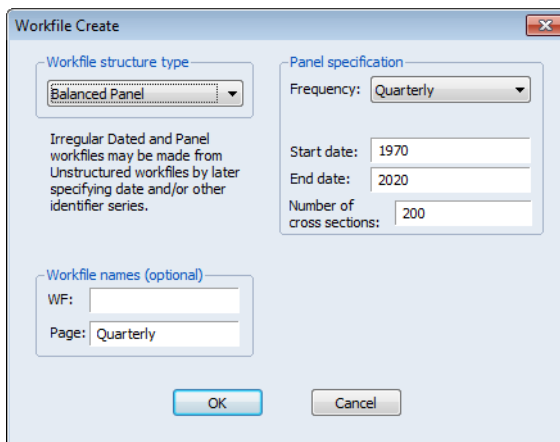 Workfile Create
Workfile structure type
Balanced Panel
Irregular Dated and Panel
workfiles may be made from
Unstructured workfiles by later
specifying date and/or other
identifier series.
Panel specification
Frequency: Quarterly
Start date: 1970
End date: 2020
Number of
cross sections: 200
Workfile names (optional)
WF:
Page: Quarterly
OK Cancel